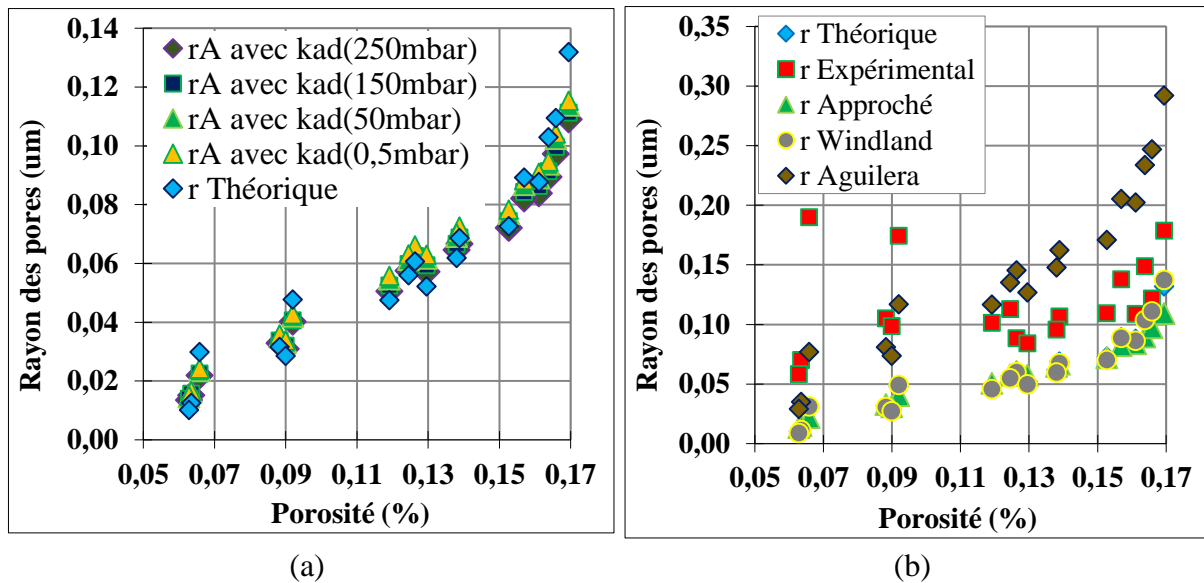 0,14
0,12
0,10
0,08
0,06
0,04
0,02
0,00
Rayon des pores (um)
rA avec kad(250mbar)
rA avec kad(150mbar)
rA avec kad(50mbar)
rA avec kad(0,5mbar)
r Théorique
0,05 0,07 0,09 0,11 0,13 0,15 0,17
Porosité (%)
(a)
0,35
0,30
0,25
0,20
0,15
0,10
0,05
0,00
Rayon des pores (um)
r Théorique
r Expérimental
r Approché
r Windland
r Aguilera
0,05 0,07 0,09 0,11 0,13 0,15 0,17
Porosité (%)
(b)